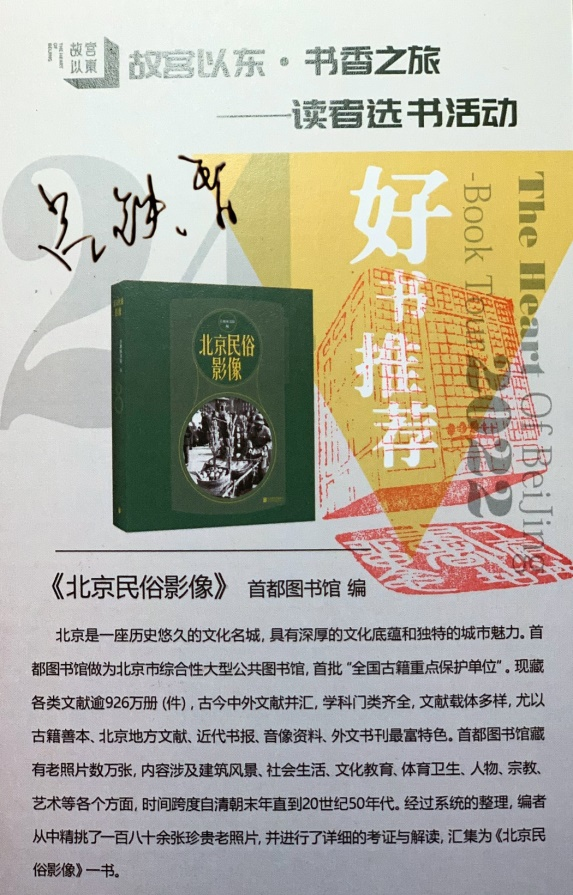 故宫
以東
THE HEART
OF
BEIJING
故宫以东·书香之旅
——读者选书活动
24
好书推荐
The Heart Of BeiJing
-Book Tour 2022
北京民俗
影像
《北京民俗影像》 首都图书馆 编
北京是一座历史悠久的文化名城,具有深厚的文化底蕴和独特的城市魅力。首
都图书馆做为北京市综合性大型公共图书馆,首批“全国古籍重点保护单位”。现藏
各类文献逾926万册(件),古今中外文献并汇,学科门类齐全,文献载体多样,尤以
古籍善本、北京地方文献、近代书报、音像资料、外文书刊最富特色。首都图书馆藏
有老照片数万张,内容涉及建筑风景、社会生活、文化教育、体育卫生、人物、宗教、
艺术等各个方面,时间跨度自清朝末年直到20世纪50年代。经过系统的整理,编者
从中精挑了一百八十余张珍贵老照片,并进行了详细的考证与解读,汇集为《北京民
俗影像》一书。